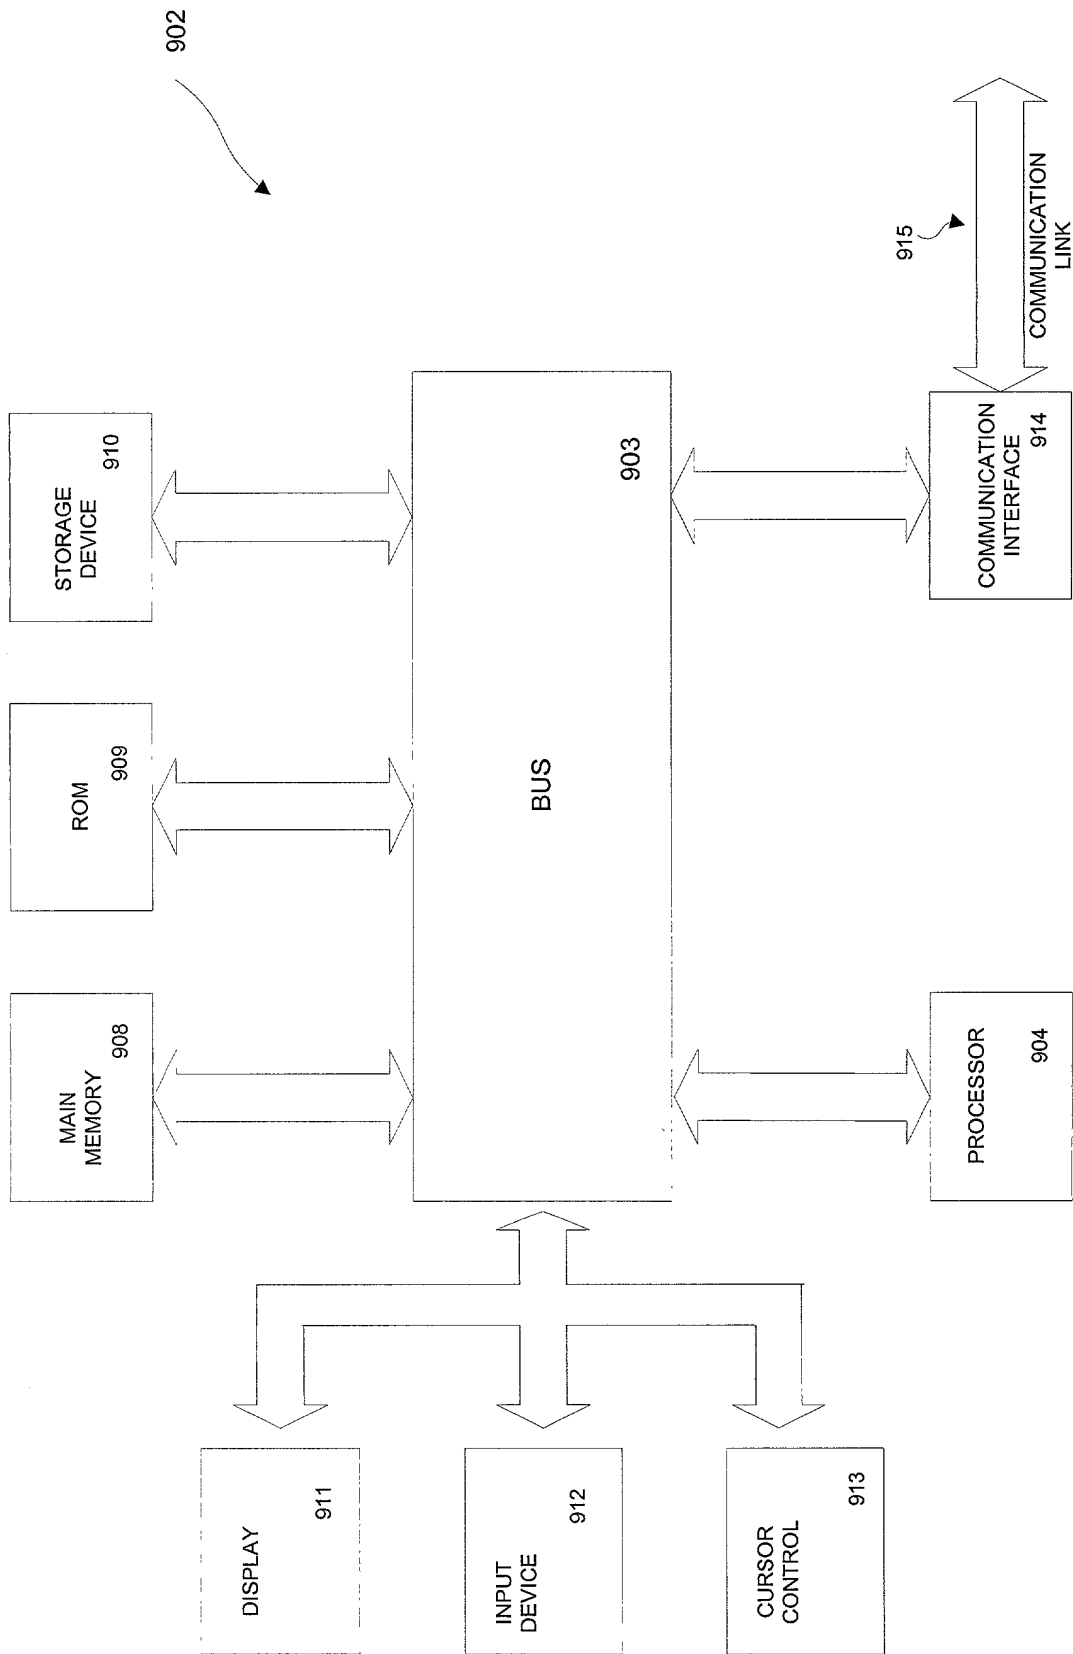 902
MAIN
MEMORY
908
ROM
909
STORAGE
DEVICE
910
DISPLAY
911
INPUT
DEVICE
912
CURSOR
CONTROL
913
BUS
903
915
COMMUNICATION
LINK
PROCESSOR
904
COMMUNICATION
INTERFACE
914